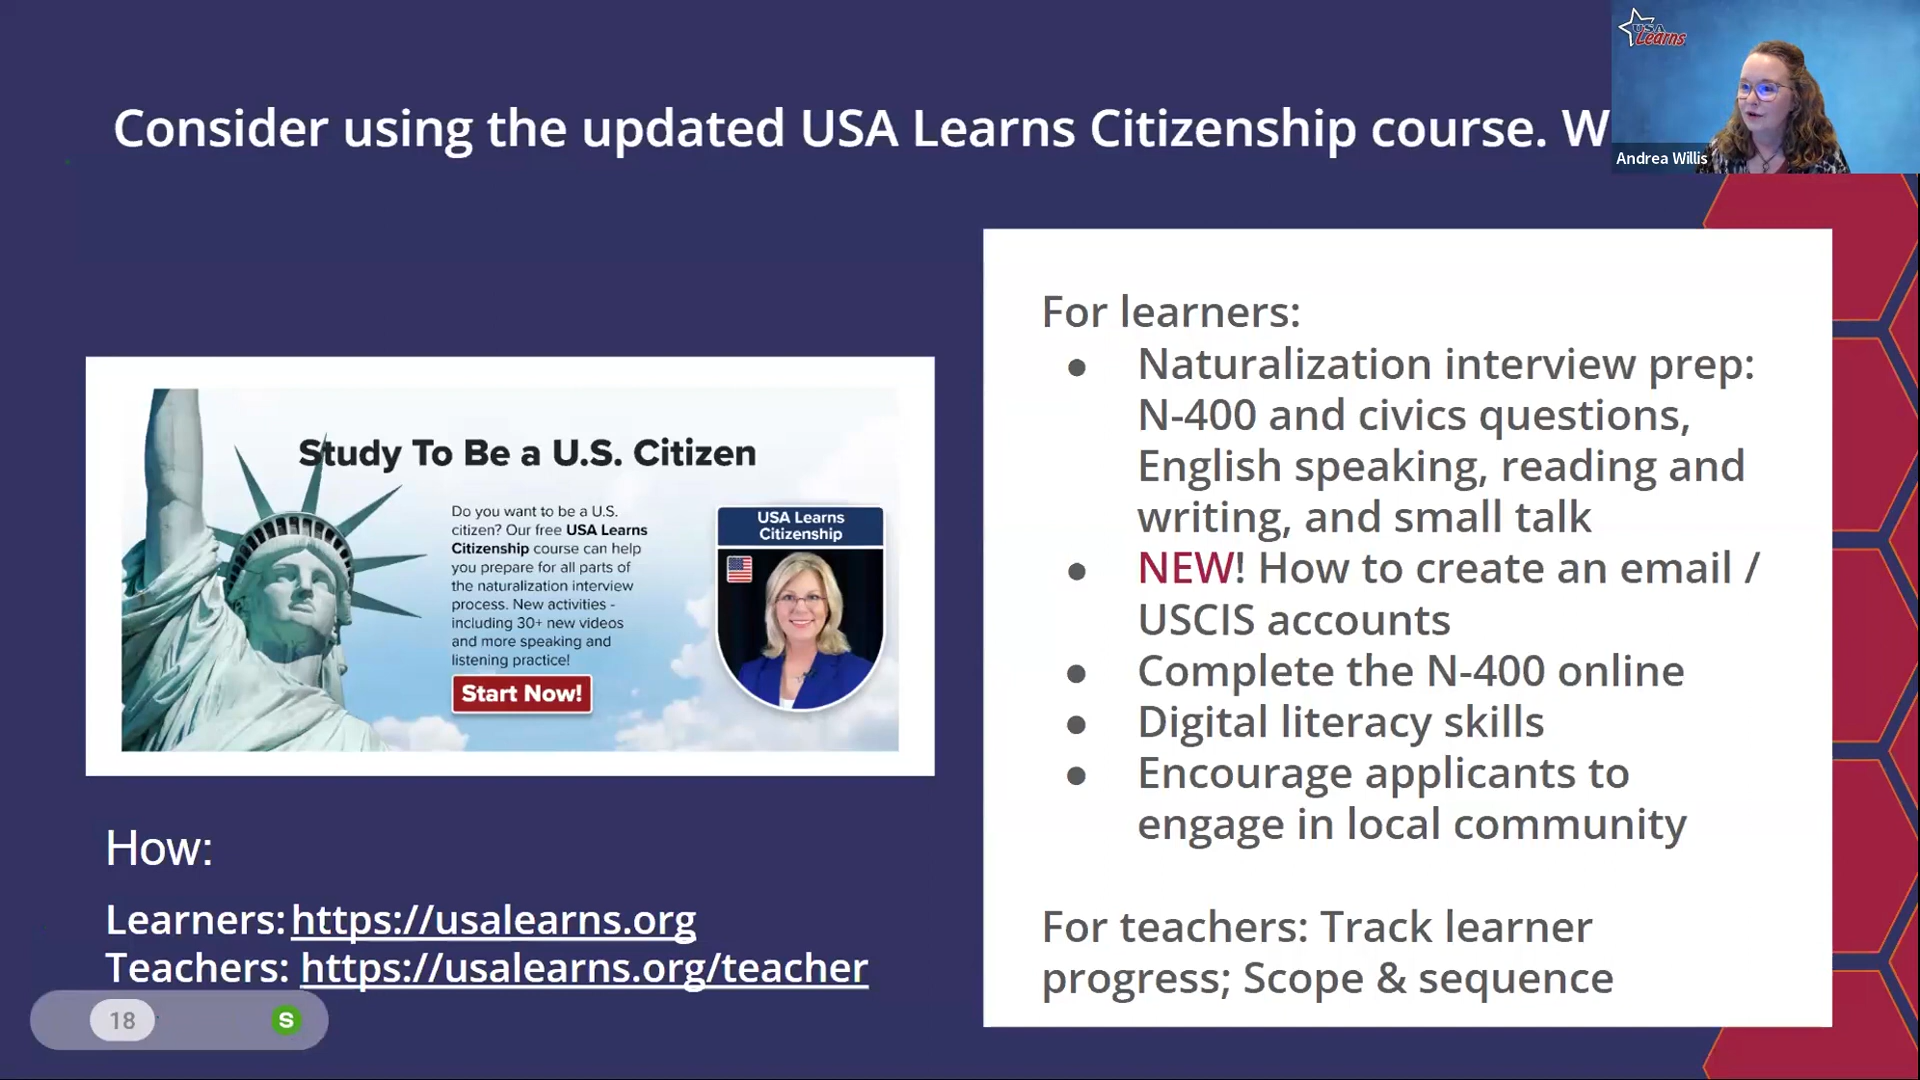 Consider using the updated USA Learns Citizenship course. W
USA
Learns
Andrea Willis
Study To Be a U.S. Citizen
Do you want to be a U.S.
citizen? Our free USA Learns
Citizenship course can help
you prepare for all parts of
the naturalization interview
process. New activities -
including 30+ new videos
and more speaking and
listening practice!
Start Now!
USA Learns
Citizenship
How:
Learners: https://usalearns.org
Teachers: https://usalearns.org/teacher
18
S
For learners:
● Naturalization interview prep:
N-400 and civics questions,
English speaking, reading and
writing, and small talk
● NEW! How to create an email /
USCIS accounts
● Complete the N-400 online
● Digital literacy skills
● Encourage applicants to
engage in local community
For teachers: Track learner
progress; Scope & sequence